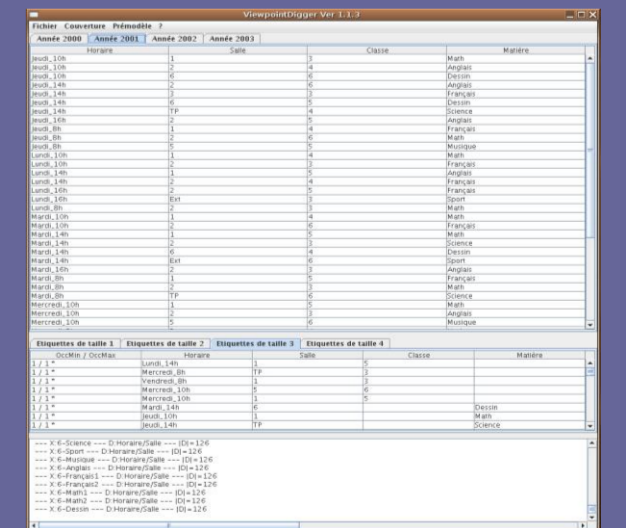 ViewpointDigger Ver 1.1.3
Fichier Couverture Prémodèle ?
Année 2000 Année 2001 Année 2002 Année 2003
Horaire Salle Classe Matière
Jeudi_10h 1 3 Math
Jeudi_10h 2 4 Anglais
Jeudi_10h 6 6 Dessin
Jeudi_14h 2 6 Anglais
Jeudi_14h 3 3 Français
Jeudi_14h 6 5 Dessin
Jeudi_14h TP 4 Science
Jeudi_16h 2 5 Anglais
Jeudi_8h 1 4 Français
Jeudi_8h 2 6 Math
Jeudi_8h 5 5 Musique
Lundi_10h 1 4 Math
Lundi_10h 2 3 Français
Lundi_14h 1 5 Anglais
Lundi_14h 2 4 Français
Lundi_16h 2 5 Français
Lundi_16h Ext 3 Sport
Lundi_8h 2 3 Math
Mardi_10h 1 4 Math
Mardi_10h 2 6 Français
Mardi_14h 1 5 Math
Mardi_14h 2 3 Science
Mardi_14h 6 4 Dessin
Mardi_14h Ext 6 Sport
Mardi_16h 2 3 Anglais
Mardi_8h 1 5 Français
Mardi_8h 2 3 Math
Mardi_8h TP 6 Science
Mercredi_10h 1 5 Math
Mercredi_10h 2 3 Anglais
Mercredi_10h 5 6 Musique
Etiquettes de taille 1 Etiquettes de taille 2 Etiquettes de taille 3 Etiquettes de taille 4
OccMin / OccMax Horaire Salle Classe Matière
1 / 1 * Lundi_14h 1 5
1 / 1 * Mercredi_8h TP 3
1 / 1 * Vendredi_8h 1 3
1 / 1 * Mercredi_10h 5 6
1 / 1 * Mercredi_10h 1 5
1 / 1 * Mardi_14h 6 Dessin
1 / 1 * Jeudi_10h 1 Math
1 / 1 * Jeudi_14h TP Science
--- X:6-Science --- D:Horaire/Salle --- |D|=126
--- X:6-Sport --- D:Horaire/Salle --- |D|=126
--- X:6-Musique --- D:Horaire/Salle --- |D|=126
--- X:6-Anglais --- D:Horaire/Salle --- |D|=126
--- X:6-Français1 --- D:Horaire/Salle --- |D|=126
--- X:6-Français2 --- D:Horaire/Salle --- |D|=126
--- X:6-Math1 --- D:Horaire/Salle --- |D|=126
--- X:6-Math2 --- D:Horaire/Salle --- |D|=126
--- X:6-Dessin --- D:Horaire/Salle --- |D|=126